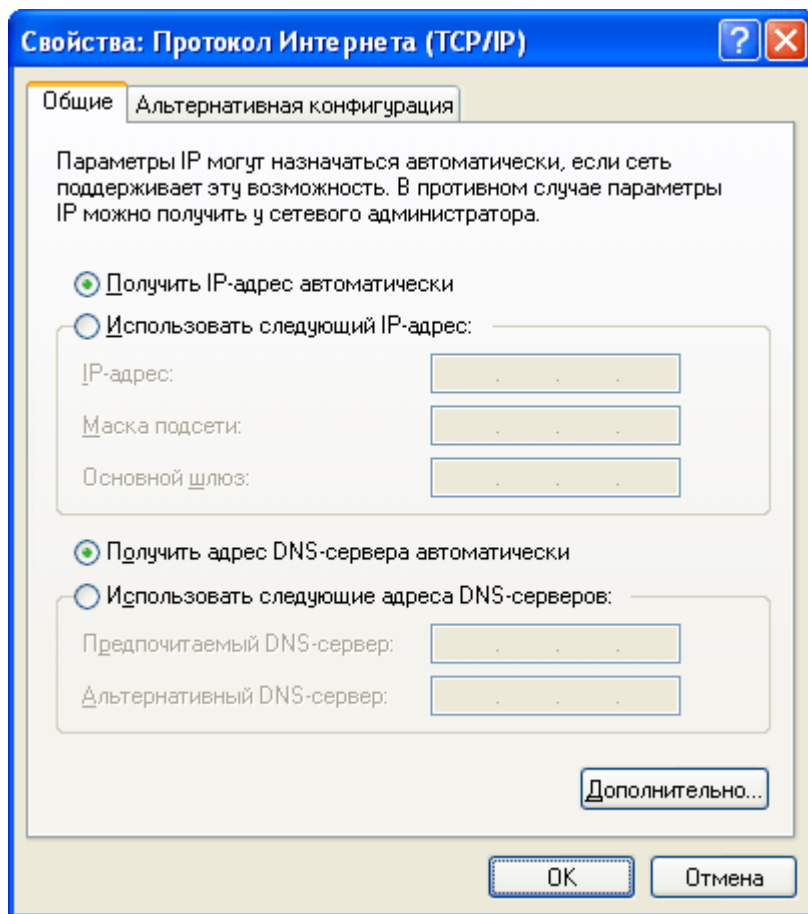 Свойства: Протокол Интернета (TCP/IP)
?
Общие
Альтернативная конфигурация
Параметры IP могут назначаться автоматически, если сеть
поддерживает эту возможность. В противном случае параметры
IP можно получить у сетевого администратора.
Получить IP-адрес автоматически
Использовать следующий IP-адрес:
IP-адрес:
Маска подсети:
Основной шлюз:
Получить адрес DNS-сервера автоматически
Использовать следующие адреса DNS-серверов:
Предпочитаемый DNS-сервер:
Альтернативный DNS-сервер:
Дополнительно...
OK
Отмена